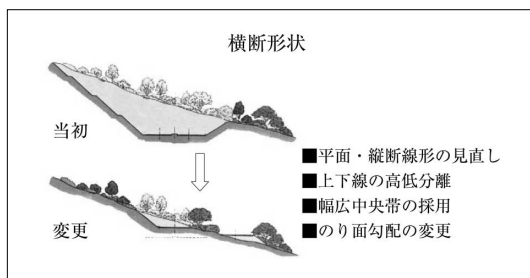 横断形状
当初
変更
■平面・縦断線形の見直し
■上下線の高低分離
■幅広中央帯の採用
■のり面勾配の変更